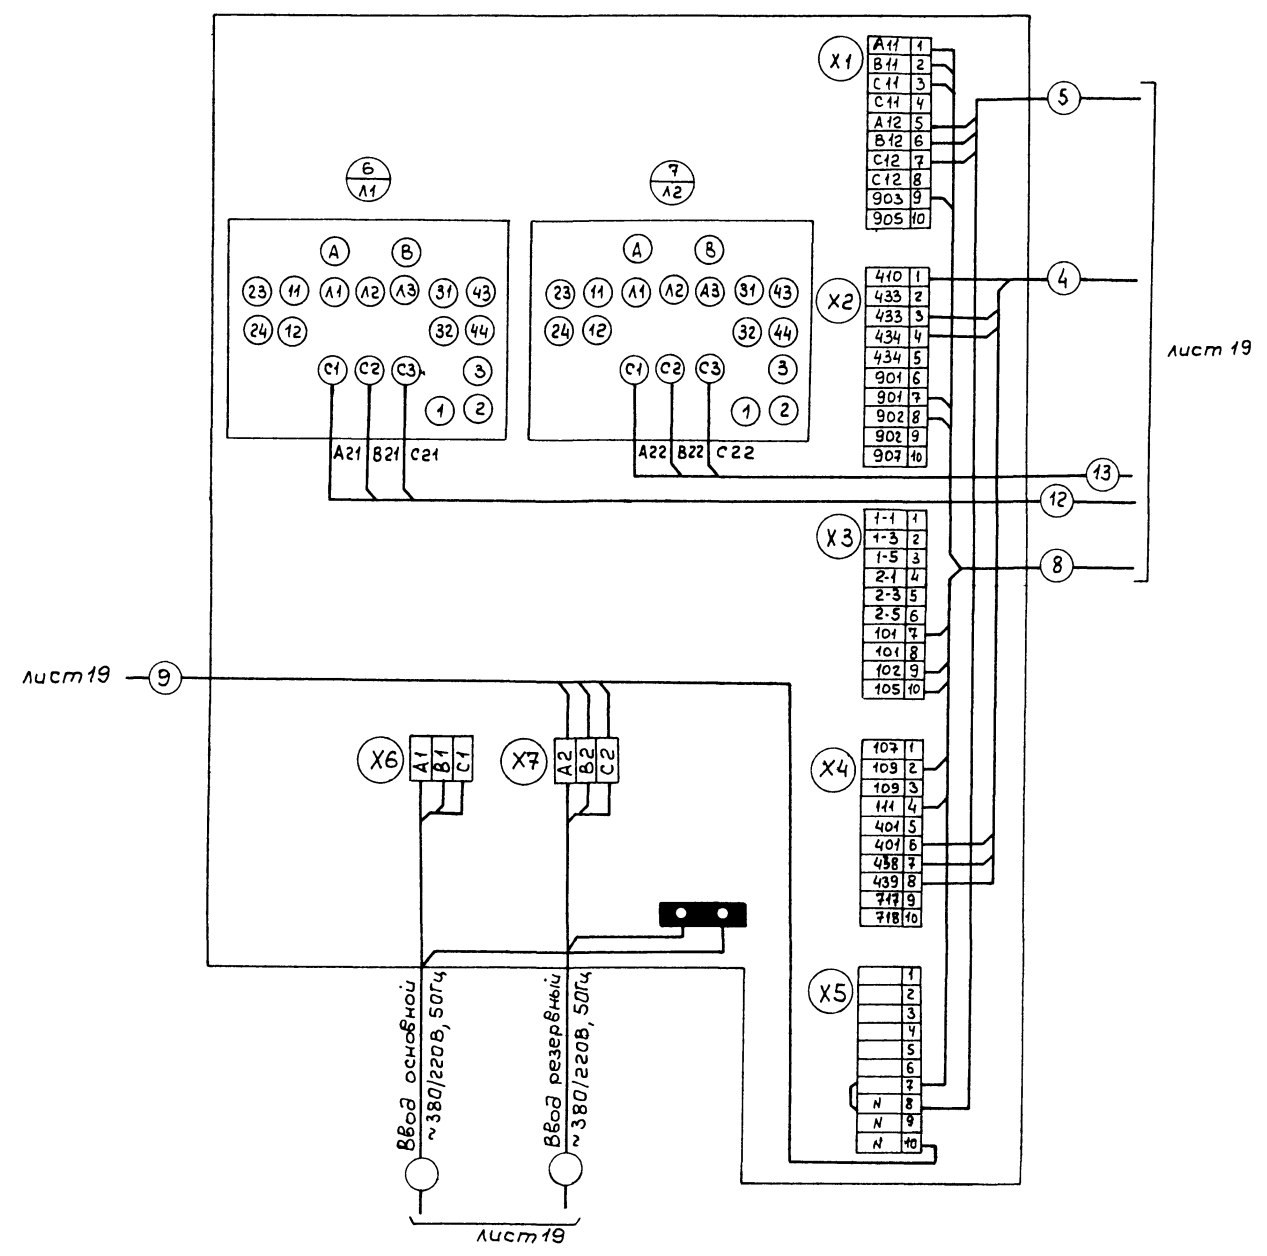 X1
A11 1
B11 2
C11 3
C11 4
A12 5
B12 6
C12 7
C12 8
903 9
905 10
5
6
Л1
7
Л2
A B
23 11 Л1 Л2 Л3 31 43
24 12 32 44
C1 C2 C3 3
1 2
A21 B21 C21
A B
23 11 Л1 Л2 Л3 31 43
24 12 32 44
C1 C2 C3 3
1 2
A22 B22 C22
X2
410 1
433 2
433 3
434 4
434 5
901 6
901 7
902 8
902 9
907 10
4
лист 19
13
12
X3
1-1 1
1-3 2
1-5 3
2-1 4
2-3 5
2-5 6
101 7
101 8
102 9
105 10
8
лист 19
9
X6
A1 B1 C1
X7
A2 B2 C2
X4
107 1
109 2
109 3
111 4
401 5
401 6
438 7
439 8
717 9
718 10
X5
1
2
3
4
5
6
7
N 8
N 9
N 10
Ввод основной
~380/220В, 50Гц
Ввод резервный
~380/220В, 50Гц
лист 19